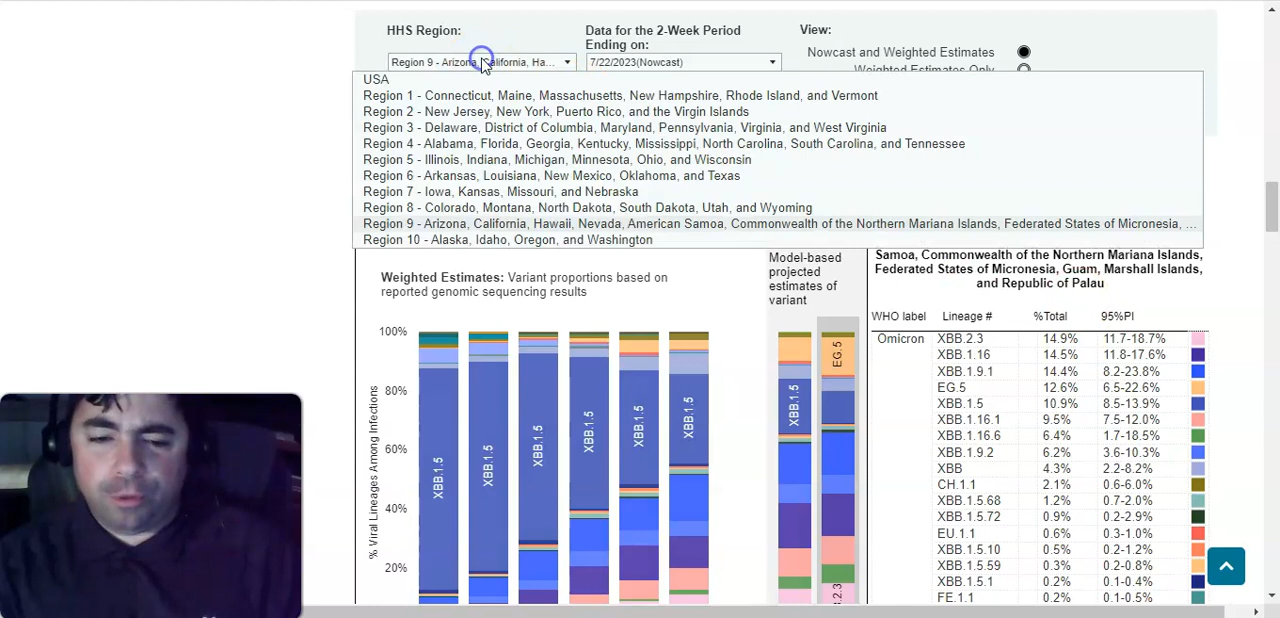 HHS Region:
Data for the 2-Week Period
Ending on:
View:
Region 9 - Arizona, California, Ha...
7/22/2023(Nowcast)
Nowcast and Weighted Estimates
Weighted Estimates Only
USA
Region 1 - Connecticut, Maine, Massachusetts, New Hampshire, Rhode Island, and Vermont
Region 2 - New Jersey, New York, Puerto Rico, and the Virgin Islands
Region 3 - Delaware, District of Columbia, Maryland, Pennsylvania, Virginia, and West Virginia
Region 4 - Alabama, Florida, Georgia, Kentucky, Mississippi, North Carolina, South Carolina, and Tennessee
Region 5 - Illinois, Indiana, Michigan, Minnesota, Ohio, and Wisconsin
Region 6 - Arkansas, Louisiana, New Mexico, Oklahoma, and Texas
Region 7 - Iowa, Kansas, Missouri, and Nebraska
Region 8 - Colorado, Montana, North Dakota, South Dakota, Utah, and Wyoming
Region 9 - Arizona, California, Hawaii, Nevada, American Samoa, Commonwealth of the Northern Mariana Islands, Federated States of Micronesia, ...
Region 10 - Alaska, Idaho, Oregon, and Washington
Weighted Estimates: Variant proportions based on
reported genomic sequencing results
Model-based
projected
estimates of
variant
Samoa, Commonwealth of the Northern Mariana Islands,
Federated States of Micronesia, Guam, Marshall Islands,
and Republic of Palau
% Viral Lineages Among Infections
100%
80%
60%
40%
20%
XBB.1.5
XBB.1.5
XBB.1.5
XBB.1.5
XBB.1.5
XBB.1.5
XBB.1.5
EG.5
WHO label Lineage # %Total 95%PI
Omicron XBB.2.3 14.9% 11.7-18.7%
XBB.1.16 14.5% 11.8-17.6%
XBB.1.9.1 14.4% 8.2-23.8%
EG.5 12.6% 6.5-22.6%
XBB.1.5 10.9% 8.5-13.9%
XBB.1.16.1 9.5% 7.5-12.0%
XBB.1.16.6 6.4% 1.7-18.5%
XBB.1.9.2 6.2% 3.6-10.3%
XBB 4.3% 2.2-8.2%
CH.1.1 2.1% 0.6-6.0%
XBB.1.5.68 1.2% 0.7-2.0%
XBB.1.5.72 0.9% 0.2-2.9%
EU.1.1 0.6% 0.3-1.0%
XBB.1.5.10 0.5% 0.2-1.2%
XBB.1.5.59 0.3% 0.2-0.8%
XBB.1.5.1 0.2% 0.1-0.4%
FE.1.1 0.2% 0.1-0.5%